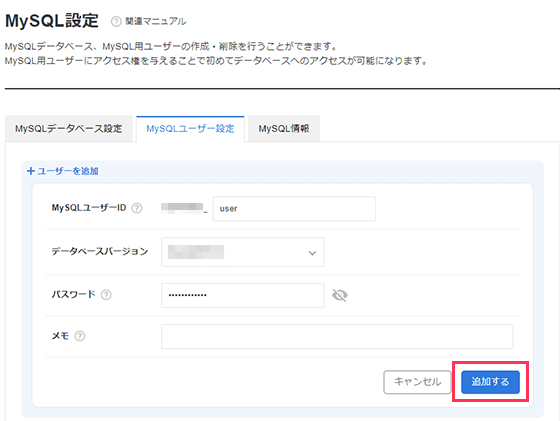 MySQL設定 ? 関連マニュアル
MySQLデータベース、MySQL用ユーザーの作成・削除を行うことができます。
MySQL用ユーザーにアクセス権を与えることで初めてデータベースへのアクセスが可能になります。
MySQLデータベース設定 MySQLユーザー設定 MySQL情報
+ユーザーを追加
MySQLユーザーID ? _ user
データベースバージョン
パスワード ? ••••••••••••
メモ ?
キャンセル 追加する